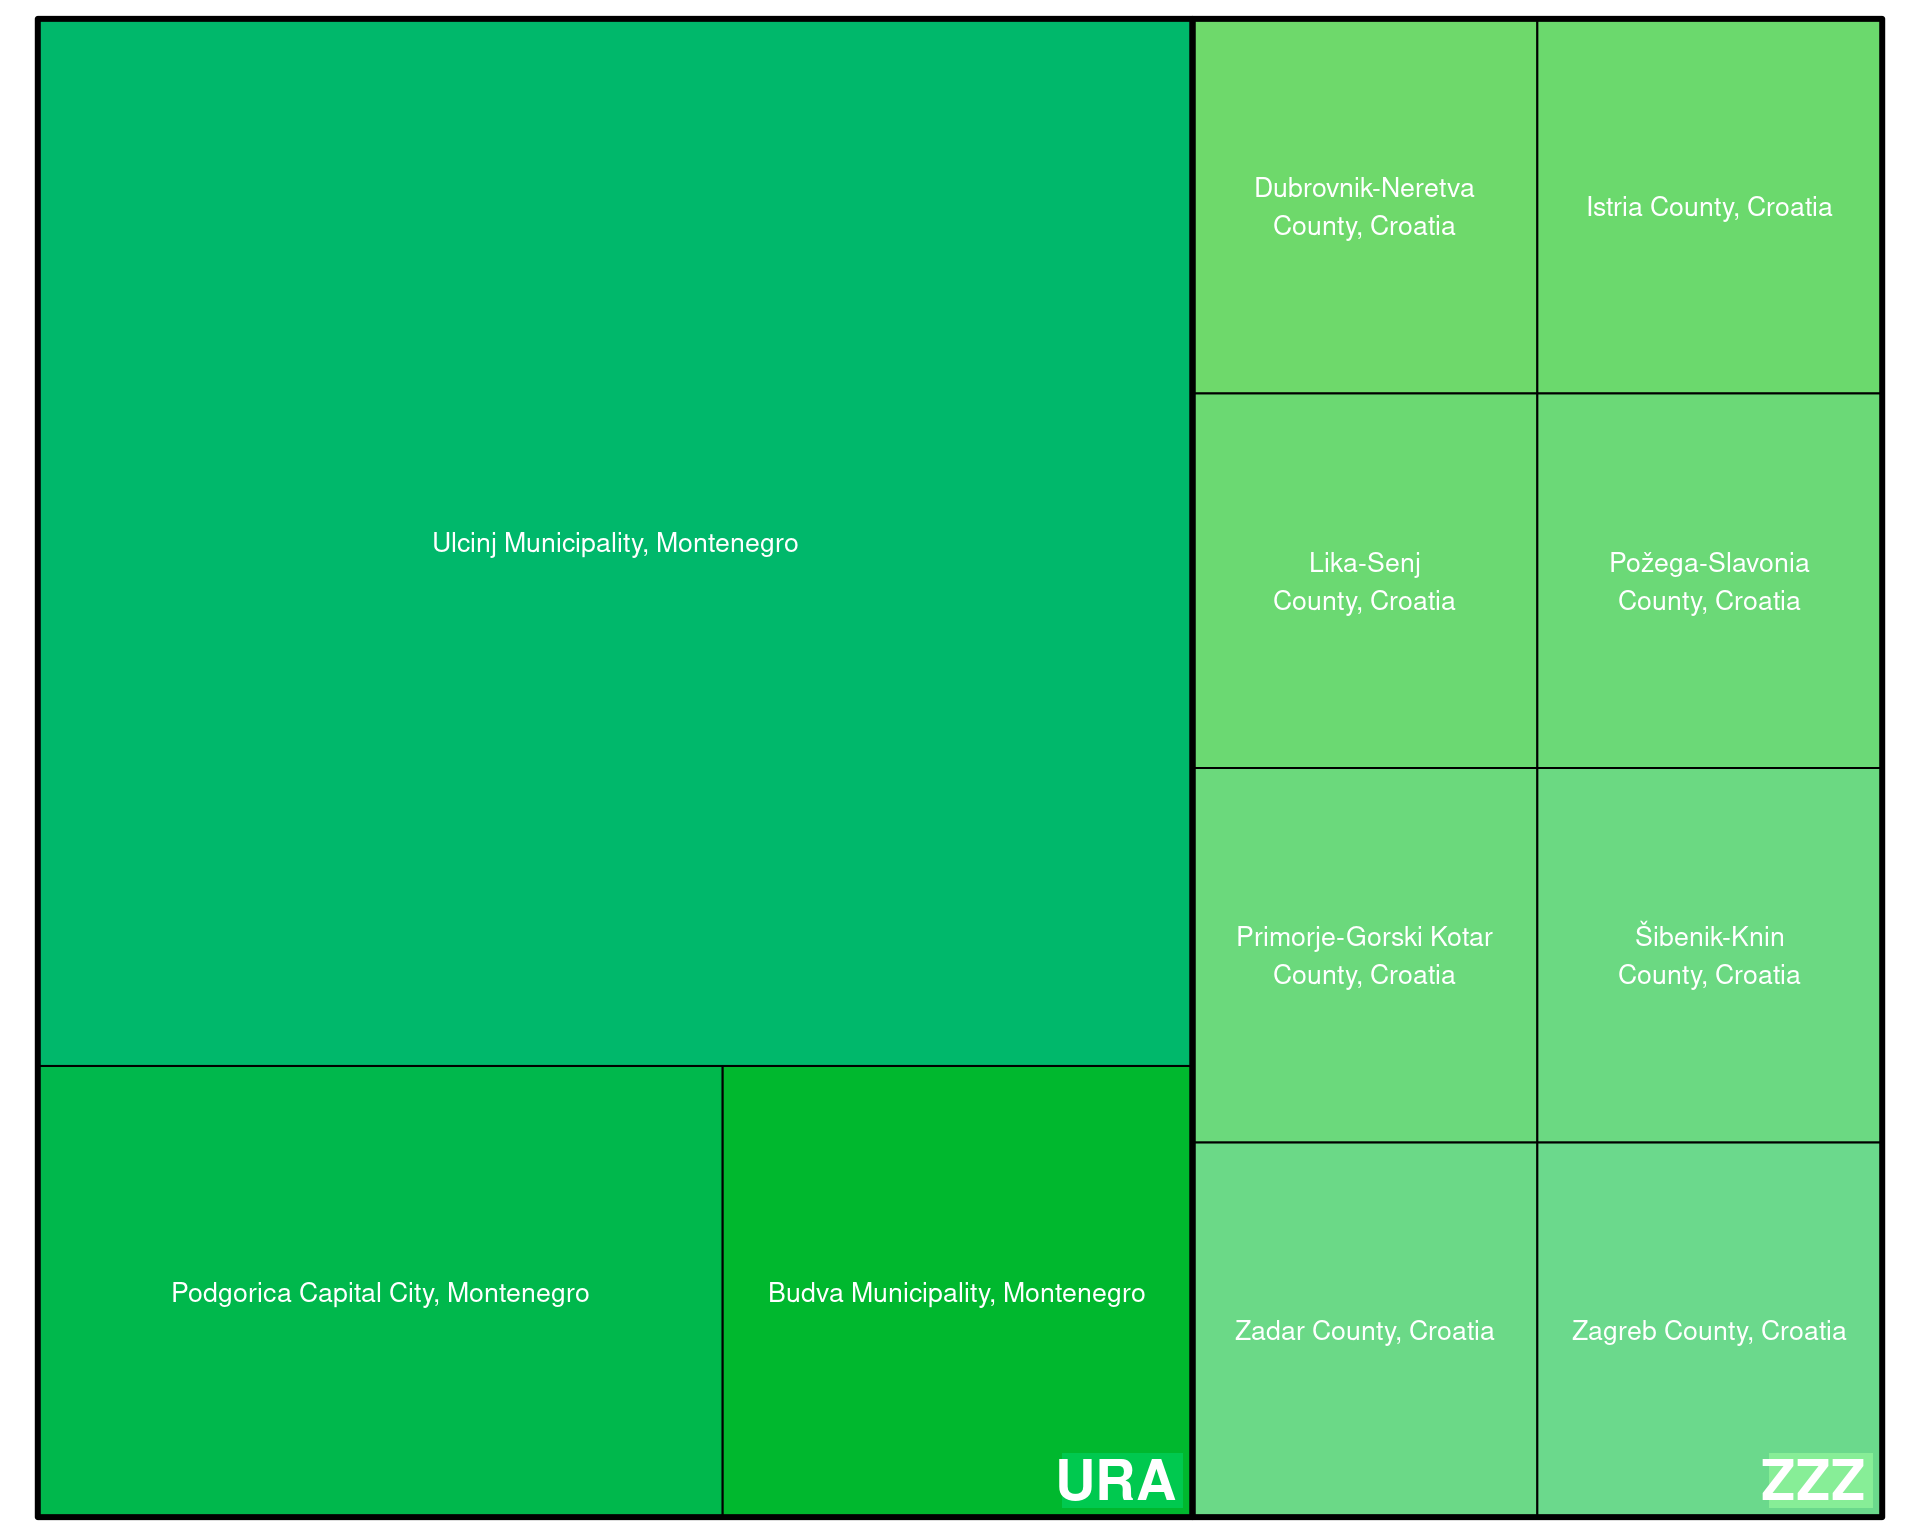 Ulcinj Municipality, Montenegro
Podgorica Capital City, Montenegro
Budva Municipality, Montenegro
URA
Dubrovnik-Neretva
County, Croatia
Istria County, Croatia
Lika-Senj
County, Croatia
Požega-Slavonia
County, Croatia
Primorje-Gorski Kotar
County, Croatia
Šibenik-Knin
County, Croatia
Zadar County, Croatia
Zagreb County, Croatia
ZZZ